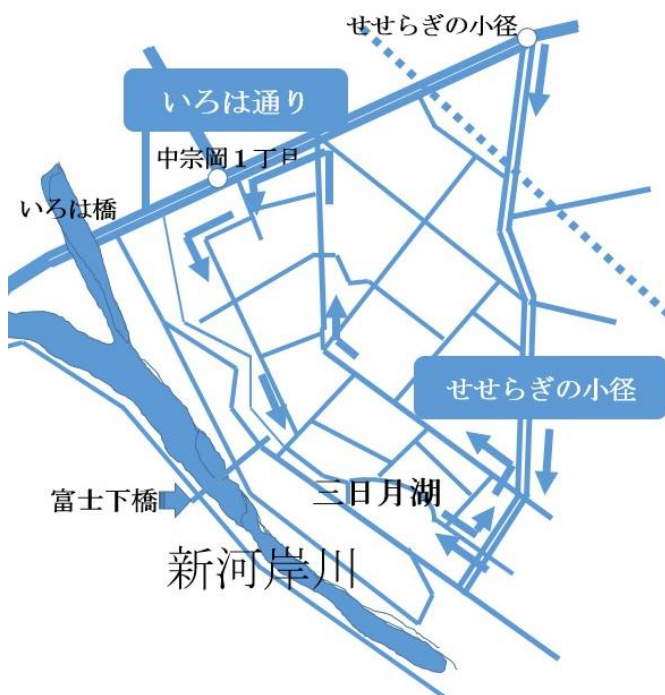 せせらぎの小径
いろは通り
中宗岡1丁目
いろは橋
せせらぎの小径
三日月湖
富士下橋
新河岸川